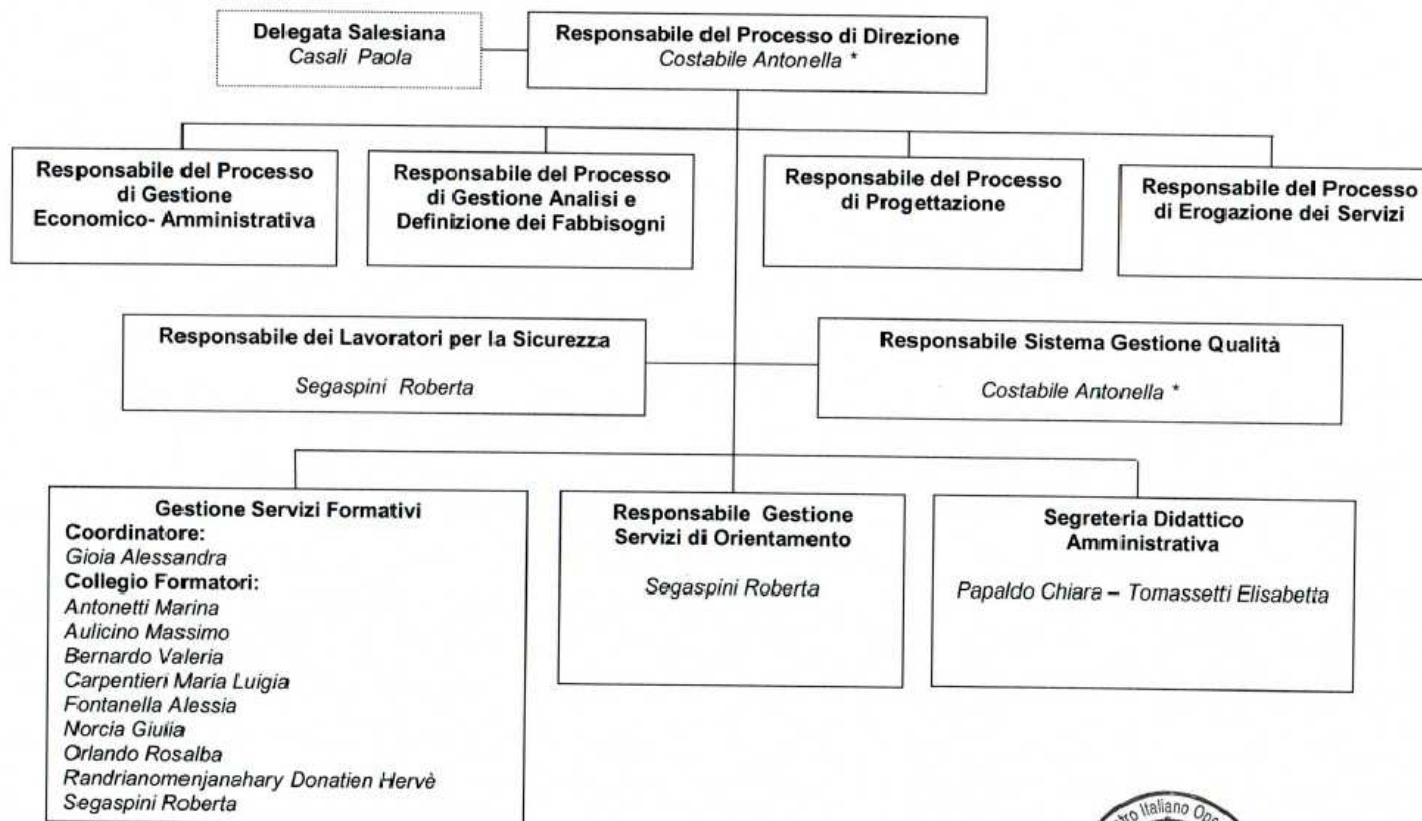 Delegata Salesiana
Casali Paola
Responsabile del Processo di Direzione
Costabile Antonella *
Responsabile del Processo
di Gestione
Economico- Amministrativa
Responsabile del Processo
di Gestione Analisi e
Definizione dei Fabbisogni
Responsabile del Processo
di Progettazione
Responsabile del Processo
di Erogazione dei Servizi
Responsabile dei Lavoratori per la Sicurezza
Segaspini Roberta
Responsabile Sistema Gestione Qualità
Costabile Antonella *
Gestione Servizi Formativi
Coordinatore:
Gioia Alessandra
Collegio Formatori:
Antonetti Marina
Aulicino Massimo
Bernardo Valeria
Carpentieri Maria Luigia
Fontanella Alessia
Norcia Giulia
Orlando Rosalba
Randrianomenjanahary Donatien Hervè
Segaspini Roberta
Responsabile Gestione
Servizi di Orientamento
Segaspini Roberta
Segreteria Didattico
Amministrativa
Papaldo Chiara – Tomassetti Elisabetta
Italiano